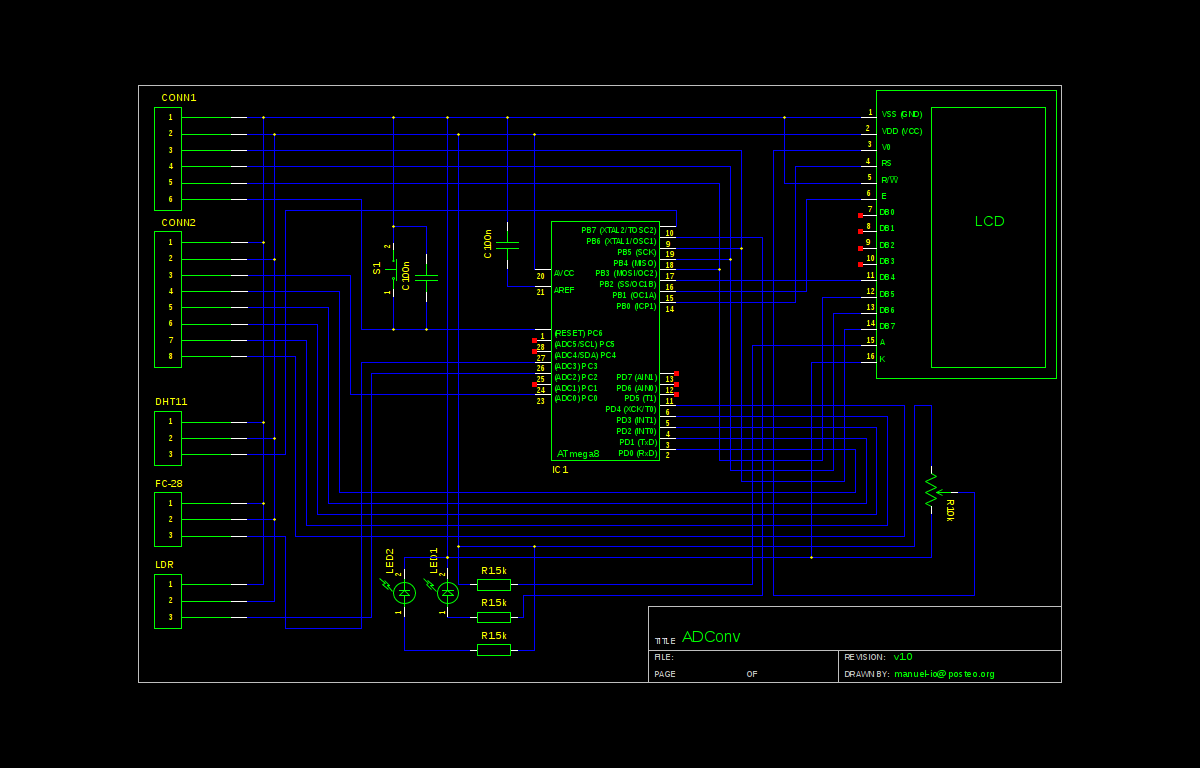 CONN1
1
2
3
4
5
6
CONN2
1
2
3
4
5
6
7
8
DHT11
1
2
3
FC-28
1
2
3
LDR
1
2
3
S1
2
1
C100n
C100n
PB7 (XTAL2/TOSC2)
10
PB6 (XTAL1/OSC1)
9
PB5 (SCK)
19
PB4 (MISO)
18
PB3 (MOSI/OC2)
17
PB2 (SS/OC1B)
16
PB1 (OC1A)
15
PB0 (ICP1)
14
20
AVCC
21
AREF
(RESET) PC6
1
(ADC5/SCL) PC5
28
(ADC4/SDA) PC4
27
(ADC3) PC3
26
(ADC2) PC2
25
(ADC1) PC1
24
(ADC0) PC0
23
PD7 (AIN1)
13
PD6 (AIN0)
12
PD5 (T1)
11
PD4 (XCK/T0)
6
PD3 (INT1)
5
PD2 (INT0)
4
PD1 (TxD)
3
PD0 (RxD)
2
ATmega8
IC1
1 VSS (GND)
2 VDD (VCC)
3 V0
4 RS
5 R/W
6 E
7 DB0
8 DB1
9 DB2
10 DB3
11 DB4
12 DB5
13 DB6
14 DB7
15 A
16 K
LCD
R10k
LED2
2
1
LED1
2
1
R15k
R15k
R15k
TITLE ADConv
FILE:
REVISION: v1.0
PAGE OF
DRAWN BY: manuel-io@posteo.org